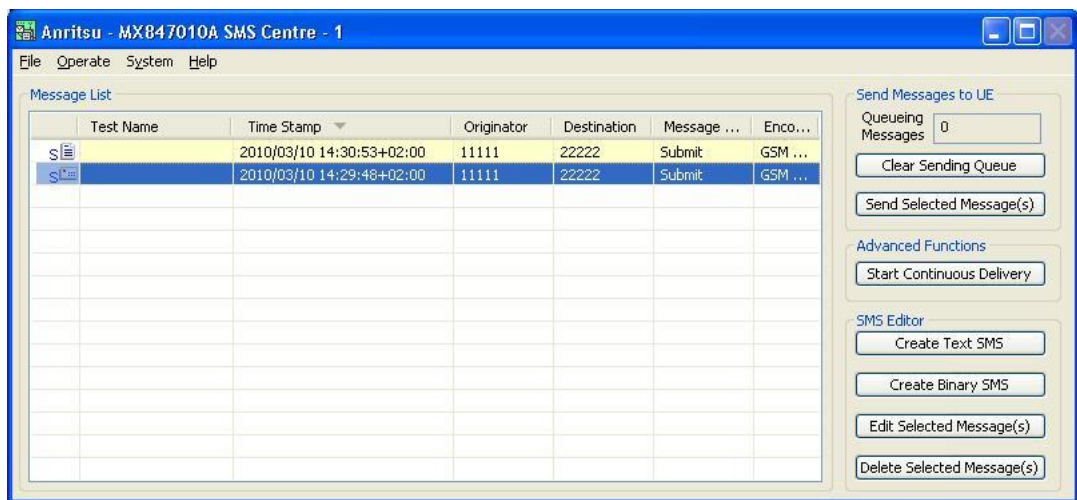 Anritsu - MX847010A SMS Centre - 1
File Operate System Help
Message List
Test Name Time Stamp Originator Destination Message ... Enco...
S 2010/03/10 14:30:53+02:00 11111 22222 Submit GSM ...
S 2010/03/10 14:29:48+02:00 11111 22222 Submit GSM ...
Send Messages to UE
Queueing
Messages 0
Clear Sending Queue
Send Selected Message(s)
Advanced Functions
Start Continuous Delivery
SMS Editor
Create Text SMS
Create Binary SMS
Edit Selected Message(s)
Delete Selected Message(s)